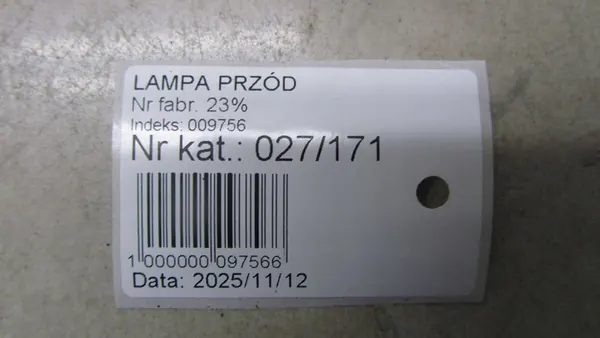 LAMPA PRZÓD
Nr fabr. 23%
Indeks: 009756
Nr kat.: 027/171
1 000000 097566
Data: 2025/11/12